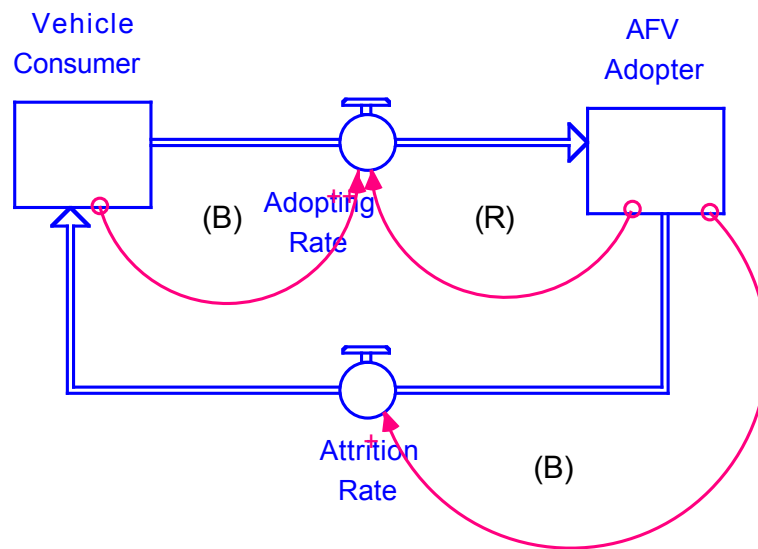 Vehicle
Consumer
AFV
Adopter
++
Adopting
Rate
(B)
(R)
+
Attrition
Rate
(B)